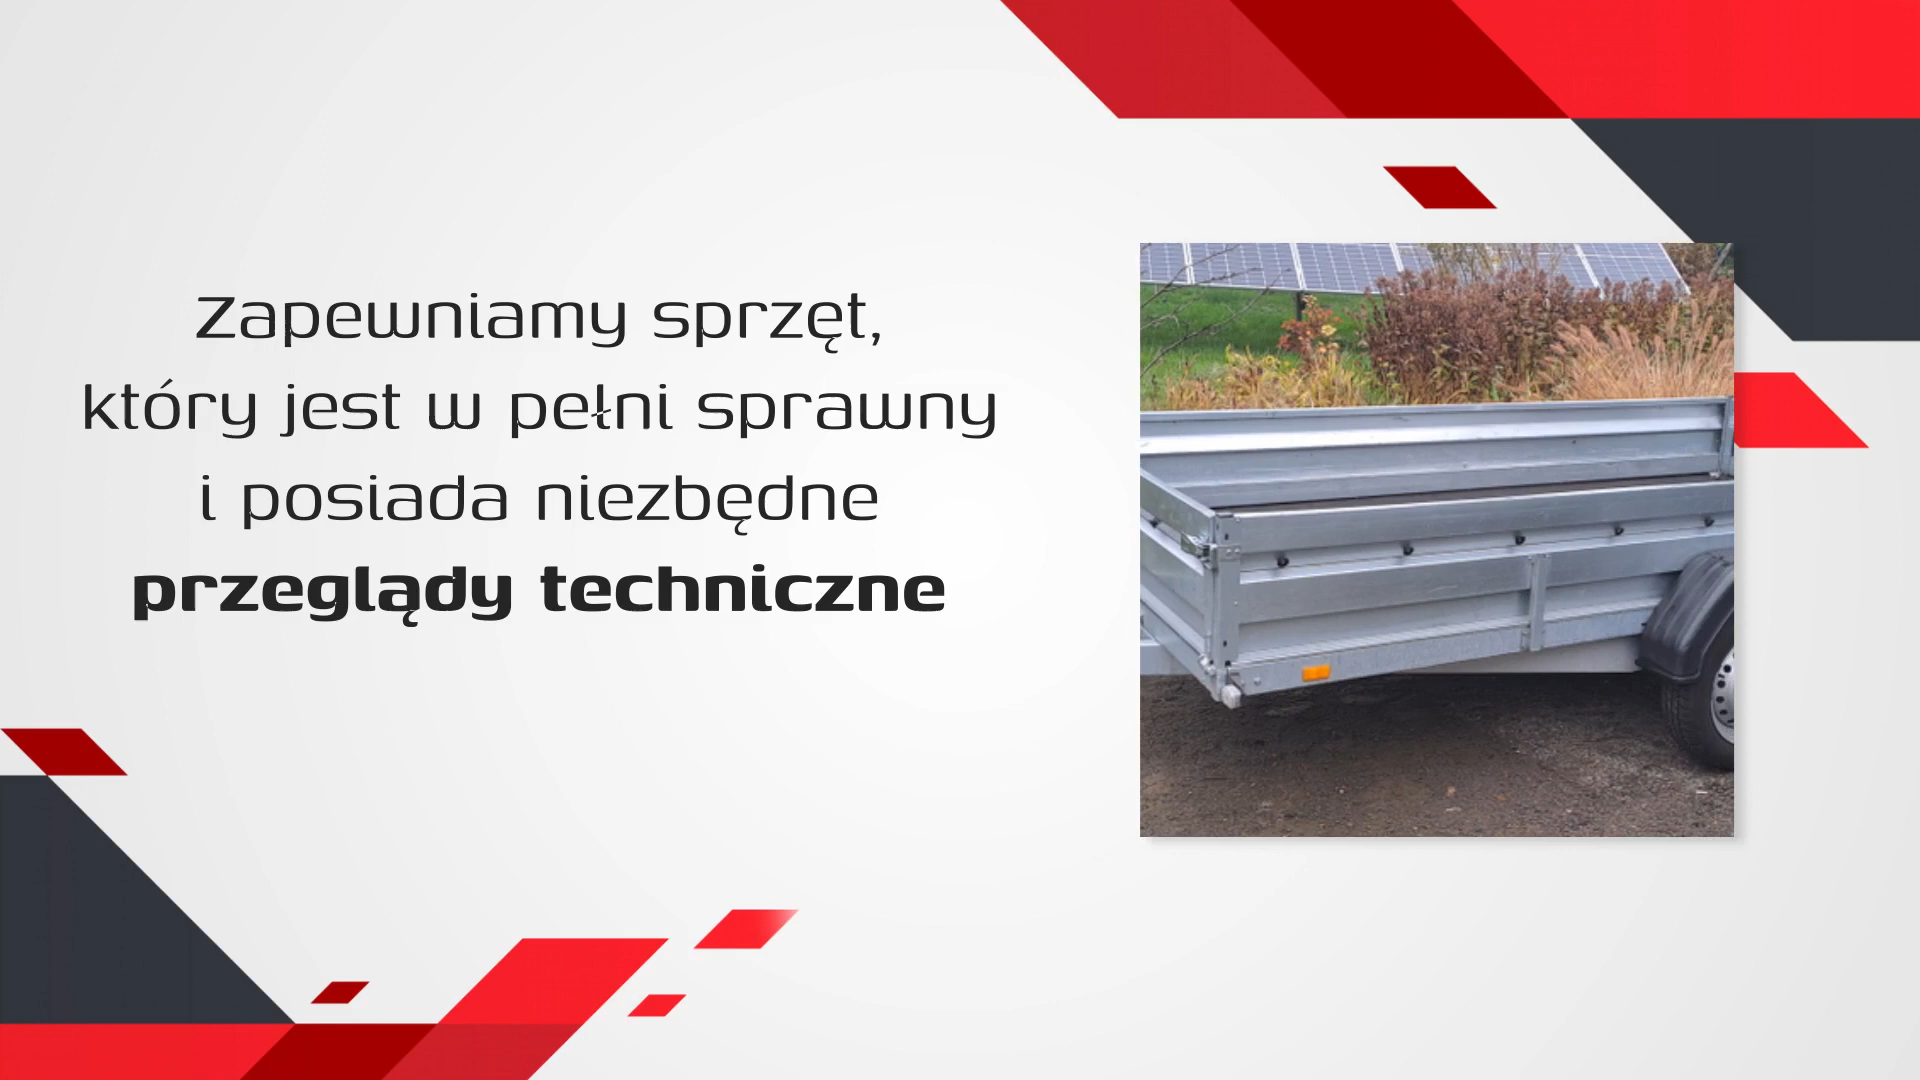 Zapewniamy sprzęt,
który jest w pełni sprawny
i posiada niezbędne
przeglądy techniczne